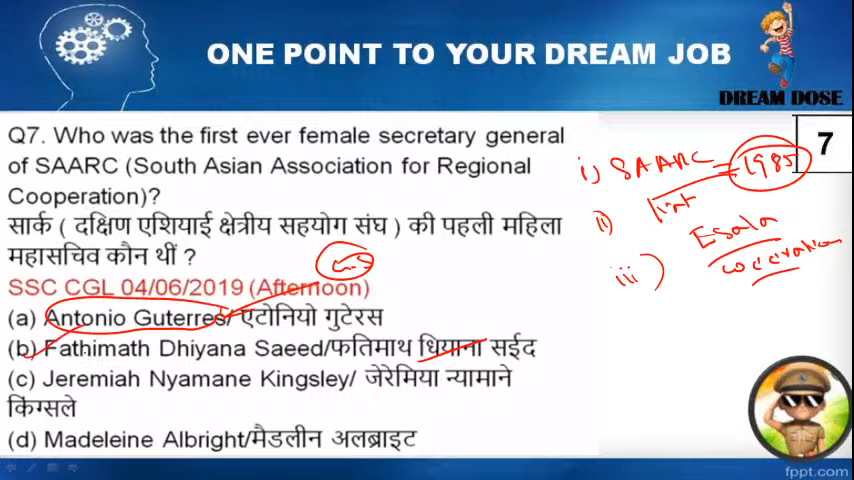 ONE POINT TO YOUR DREAM JOB
DREAM DOSE
7
Q7. Who was the first ever female secretary general
of SAARC (South Asian Association for Regional
Cooperation)?
सार्क ( दक्षिण एशियाई क्षेत्रीय सहयोग संघ ) की पहली महिला
महासचिव कौन थीं ?
SSC CGL 04/06/2019 (Afternoon)
(a) Antonio Guterres/ एटोनियो गुटेरस
(b) Fathimath Dhiyana Saeed/फतिमाथ धियाना सईद
(c) Jeremiah Nyamane Kingsley/ जेरेमिया न्यामाने
किंग्सले
(d) Madeleine Albright/मैडलीन अलब्राइट
i) SAARC = 1985
ii)
iii) Esala
fppt.com